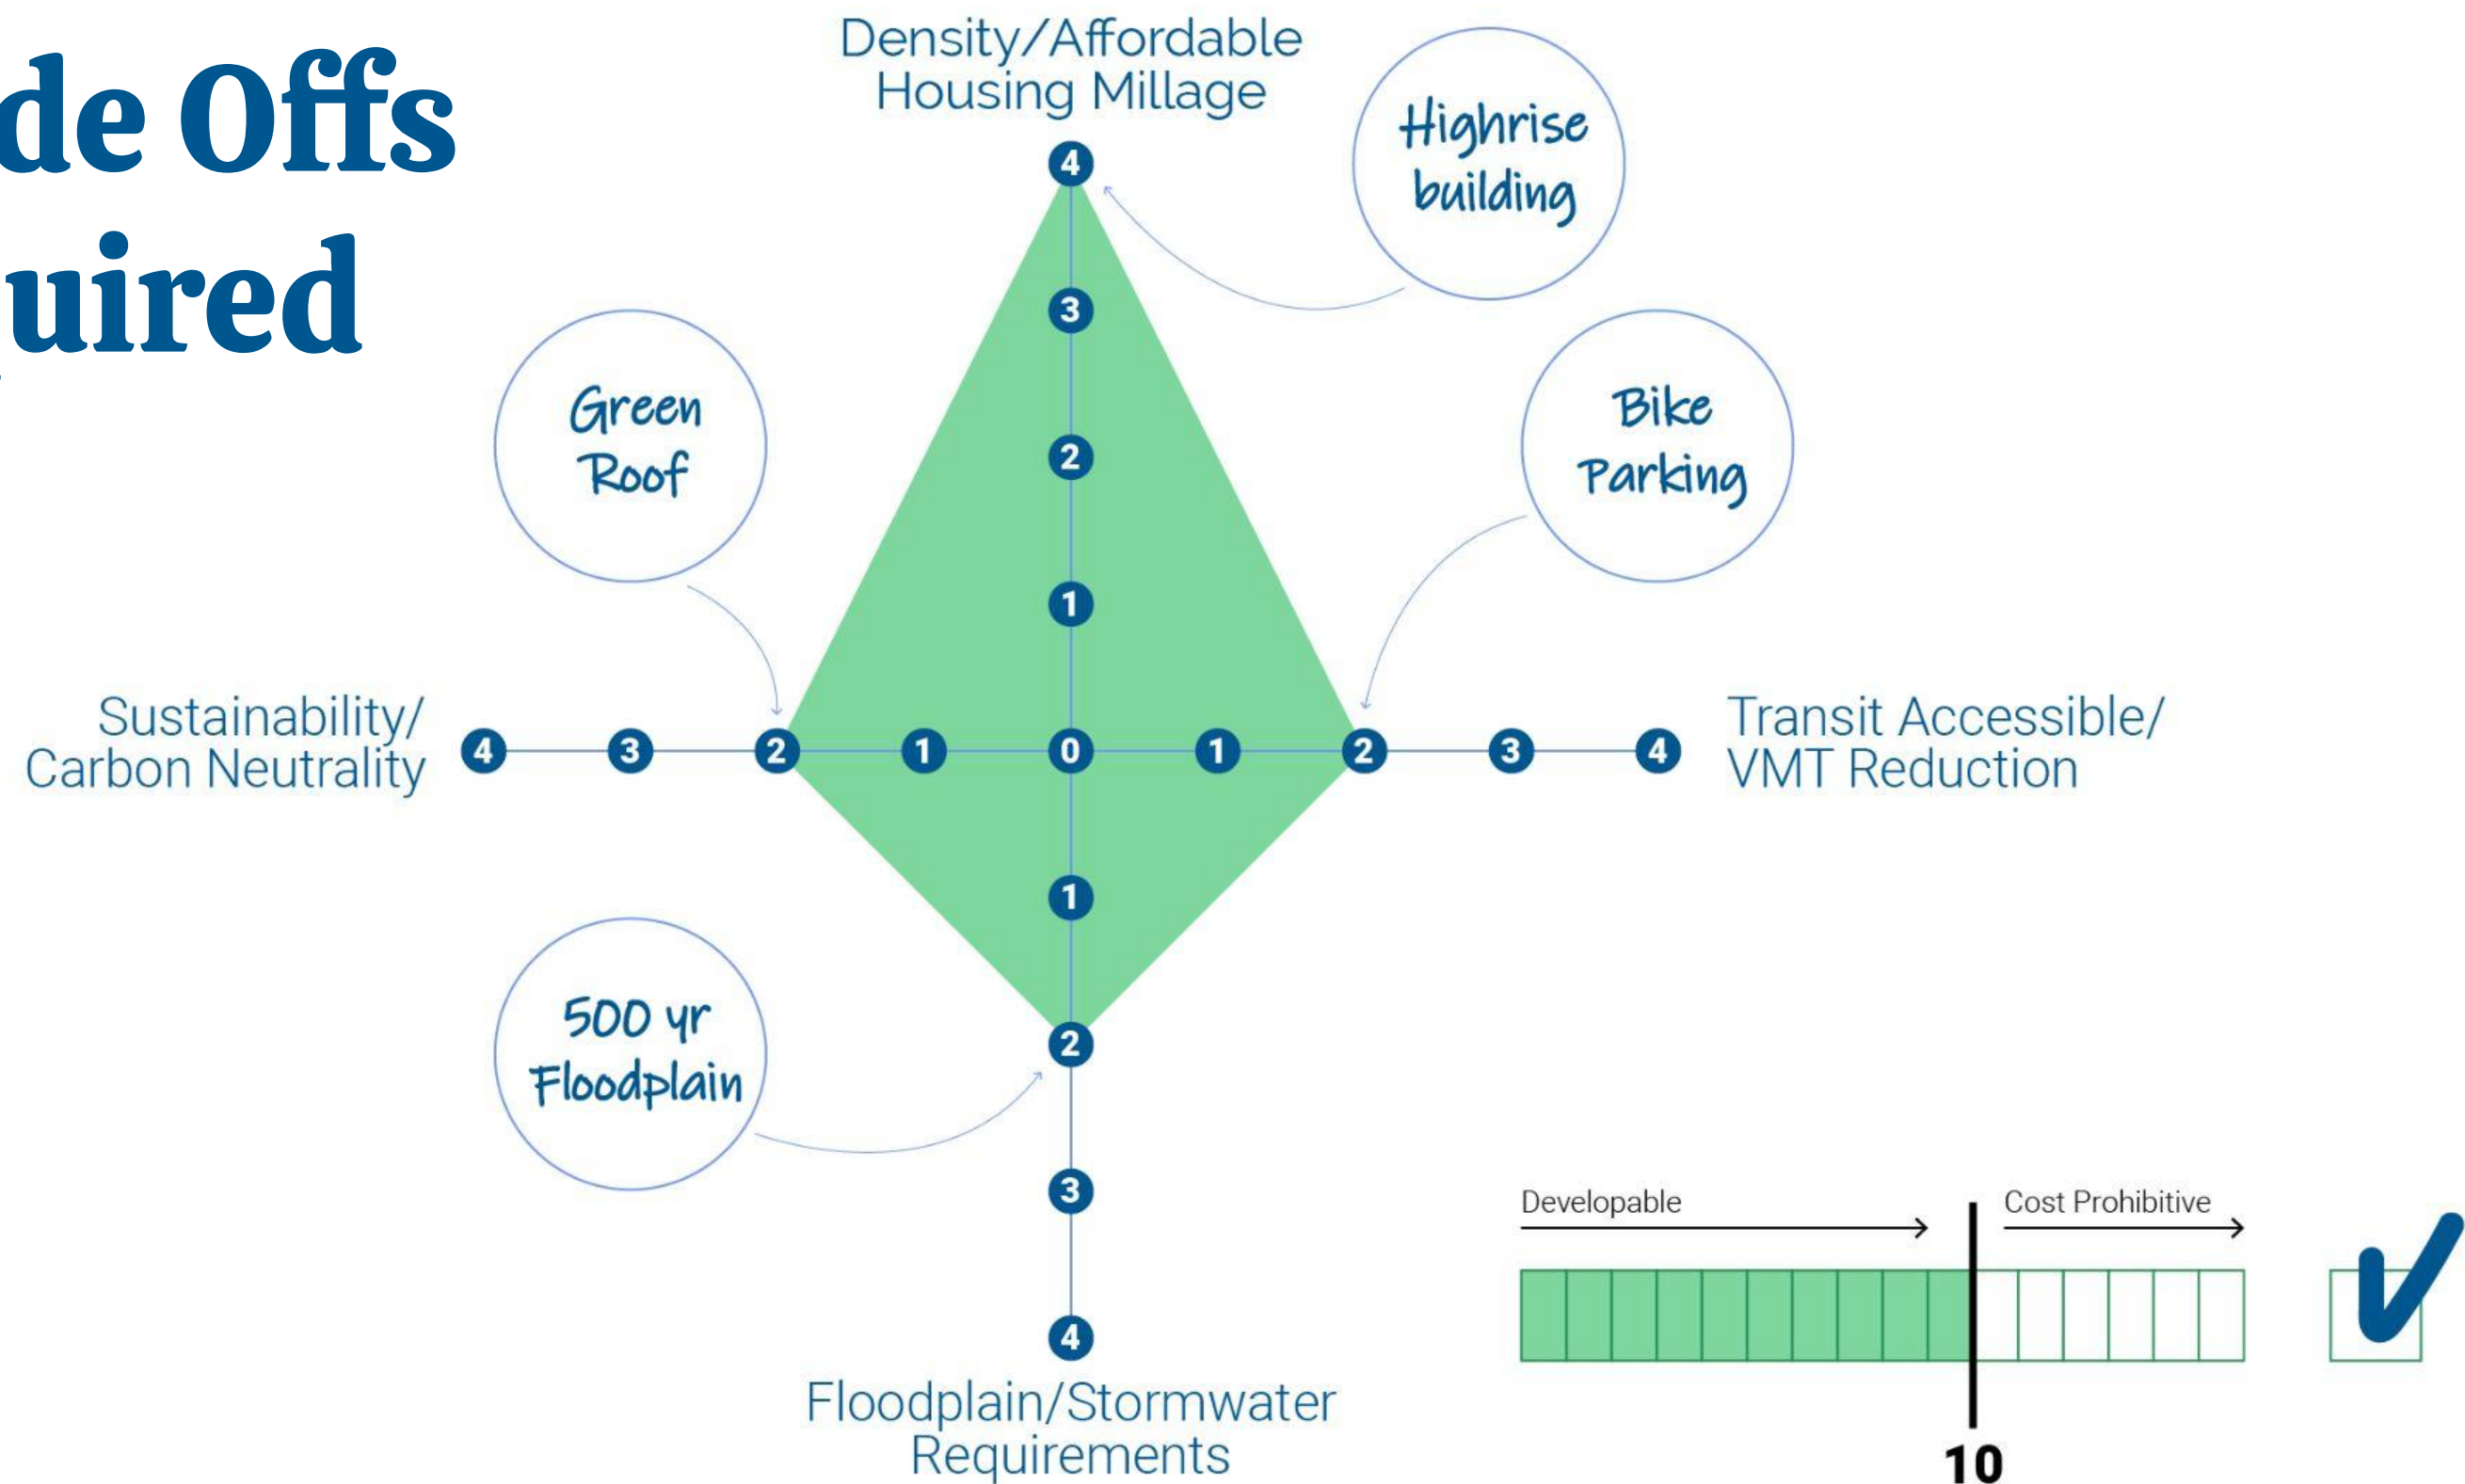 de Offs
uired
Density/Affordable
Housing Millage
Highrise
building
Green
Roof
Bike
Parking
4
3
2
1
Sustainability/
Carbon Neutrality
4 3 2 1 0 1 2 3 4
Transit Accessible/
VMT Reduction
1
2
3
4
500 yr
Floodplain
Floodplain/Stormwater
Requirements
Developable
Cost Prohibitive
10